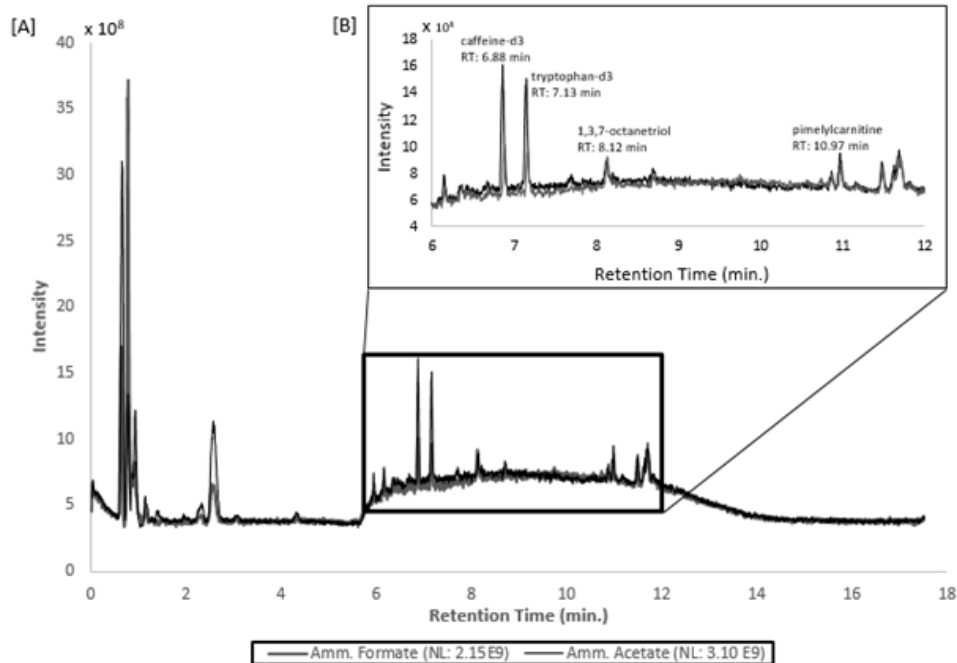 [A]
x 10⁸
40
35
30
25
20
15
10
5
0
Intensity
0 2 4 6 8 10 12 14 16 18
Retention Time (min.)
[B]
x 10⁸
18
16
14
12
10
8
6
4
Intensity
caffeine-d3
RT: 6.88 min
tryptophan-d3
RT: 7.13 min
1,3,7-octanetriol
RT: 8.12 min
pimelylcarnitine
RT: 10.97 min
6 7 8 9 10 11 12
Retention Time (min.)
Amm. Formate (NL: 2.15E9) Amm. Acetate (NL: 3.10 E9)